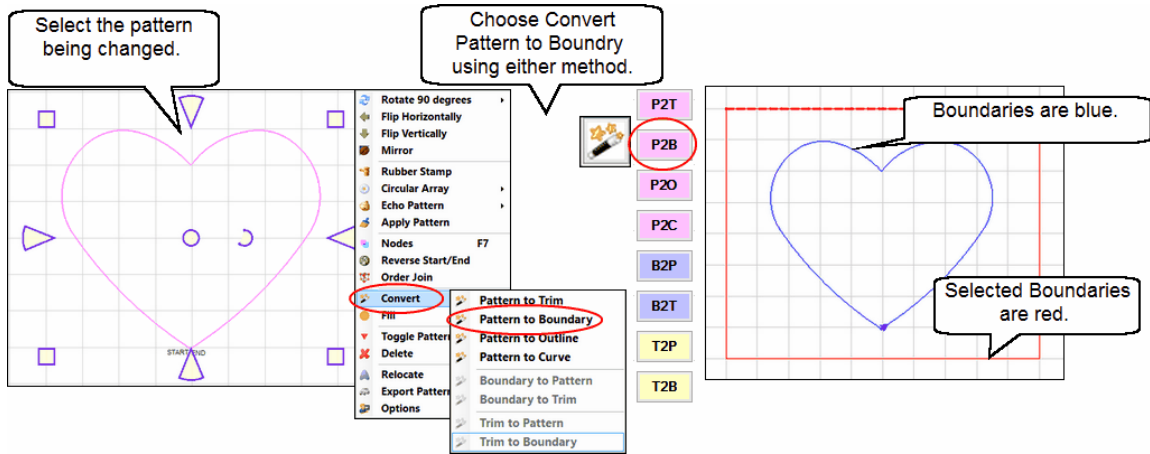 Select the pattern
being changed.
START/END
Choose Convert
Pattern to Boundry
using either method.
Rotate 90 degrees
Flip Horizontally
Flip Vertically
Mirror
Rubber Stamp
Circular Array
Echo Pattern
Apply Pattern
Nodes F7
Reverse Start/End
Order Join
Convert
Fill
Toggle Pattern
Delete
Relocate
Export Pattern
Options
Pattern to Trim
Pattern to Boundary
Pattern to Outline
Pattern to Curve
Boundary to Pattern
Boundary to Trim
Trim to Pattern
Trim to Boundary
P2T
P2B
P2O
P2C
B2P
B2T
T2P
T2B
Boundaries are blue.
Selected Boundaries
are red.